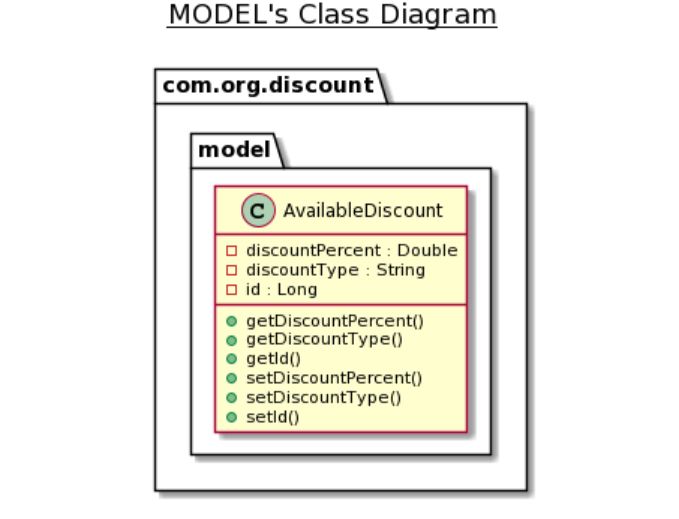 MODEL's Class Diagram
com.org.discount
model
C AvailableDiscount
discountPercent : Double
discountType : String
id : Long
getDiscountPercent()
getDiscountType()
getId()
setDiscountPercent()
setDiscountType()
setId()